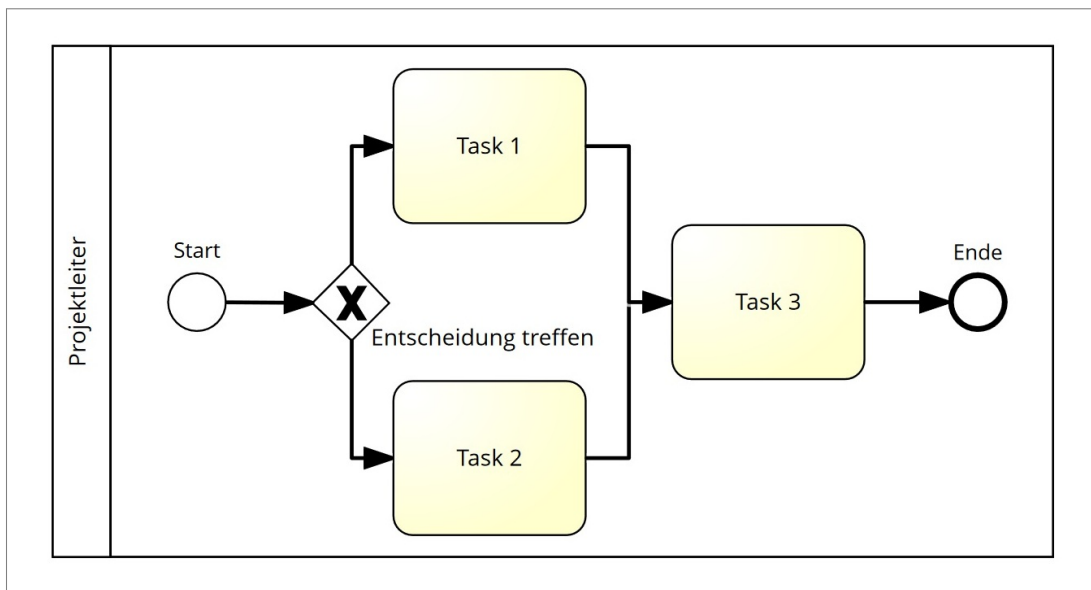 Projektleiter
Start
Entscheidung treffen
Task 1
Task 2
Task 3
Ende